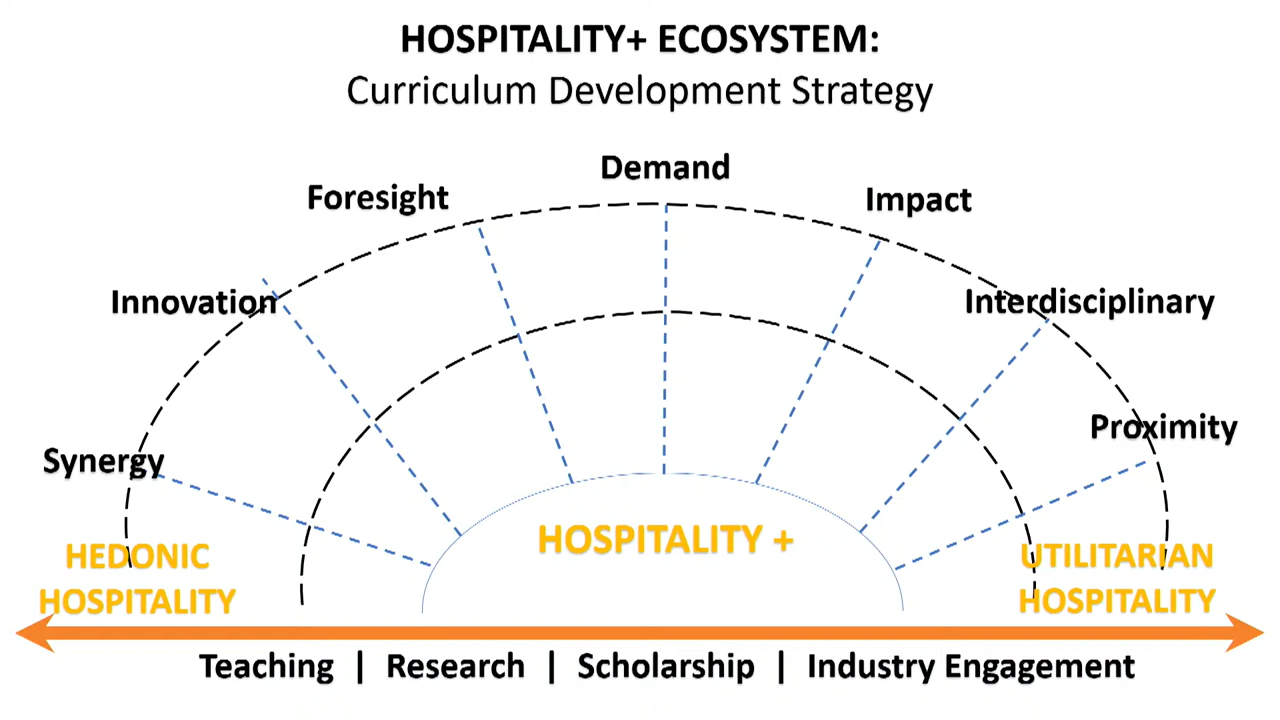 HOSPITALITY+ ECOSYSTEM:
Curriculum Development Strategy
Demand
Foresight
Impact
Innovation
Interdisciplinary
Proximity
Synergy
HOSPITALITY +
HEDONIC
HOSPITALITY
UTILITARIAN
HOSPITALITY
Teaching | Research | Scholarship | Industry Engagement